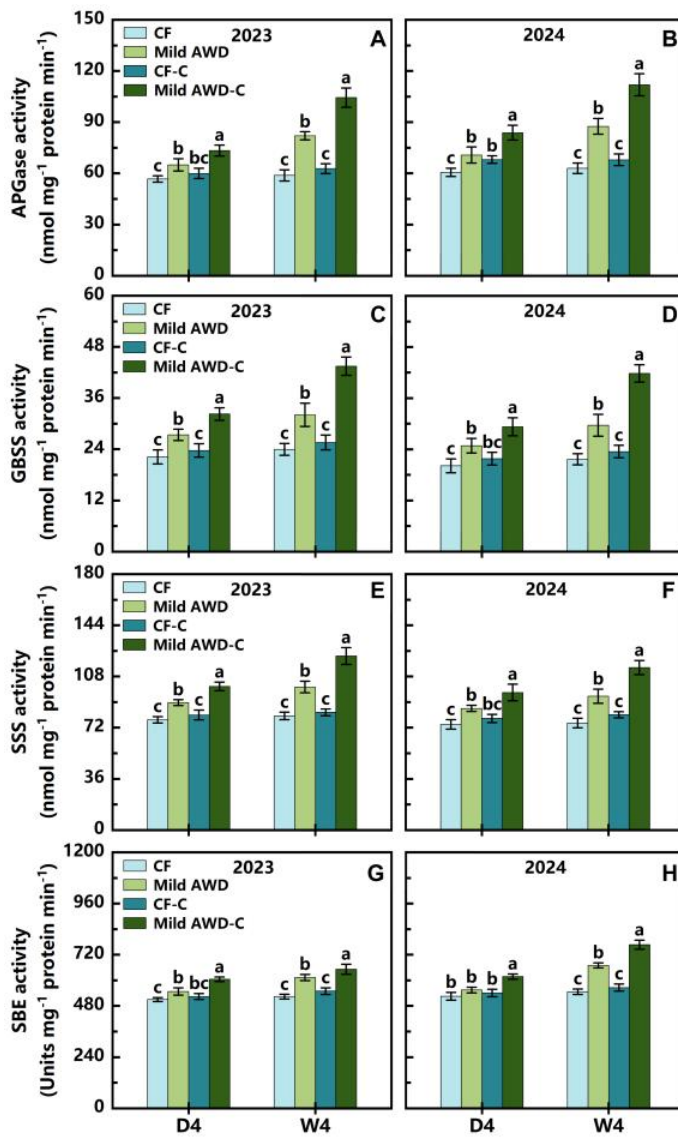 150
120
90
60
30
0
APGase activity
(nmol mg⁻¹ protein min⁻¹)
CF
Mild AWD
CF-C
Mild AWD-C
2023
A
c b bc a
c b c a
2024
B
c b b a
c b c a
60
48
36
24
12
0
GBSS activity
(nmol mg⁻¹ protein min⁻¹)
CF
Mild AWD
CF-C
Mild AWD-C
2023
C
c b c a
c b c a
2024
D
c b bc a
c b c a
180
144
108
72
36
0
SSS activity
(nmol mg⁻¹ protein min⁻¹)
CF
Mild AWD
CF-C
Mild AWD-C
2023
E
c b c a
c b c a
2024
F
c b bc a
c b c a
1200
960
720
480
240
0
SBE activity
(Units mg⁻¹ protein min⁻¹)
CF
Mild AWD
CF-C
Mild AWD-C
2023
G
c b bc a
c b c a
2024
H
b b b a
c b c a
D4 W4
D4 W4